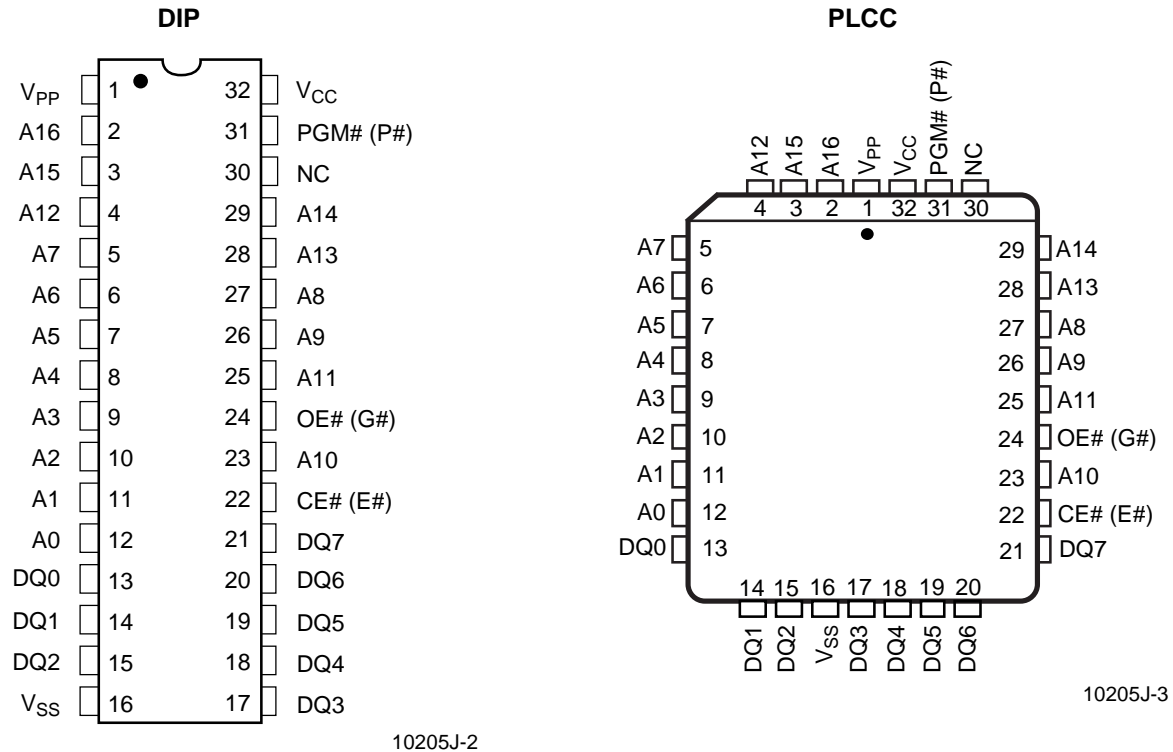 DIP
V_PP 1 32 V_CC
A16 2 31 PGM# (P#)
A15 3 30 NC
A12 4 29 A14
A7 5 28 A13
A6 6 27 A8
A5 7 26 A9
A4 8 25 A11
A3 9 24 OE# (G#)
A2 10 23 A10
A1 11 22 CE# (E#)
A0 12 21 DQ7
DQ0 13 20 DQ6
DQ1 14 19 DQ5
DQ2 15 18 DQ4
V_SS 16 17 DQ3
10205J-2
PLCC
A12 A15 A16 V_PP V_CC PGM# (P#) NC
4 3 2 1 32 31 30
A7 5 29 A14
A6 6 28 A13
A5 7 27 A8
A4 8 26 A9
A3 9 25 A11
A2 10 24 OE# (G#)
A1 11 23 A10
A0 12 22 CE# (E#)
DQ0 13 21 DQ7
14 15 16 17 18 19 20
DQ1 DQ2 V_SS DQ3 DQ4 DQ5 DQ6
10205J-3